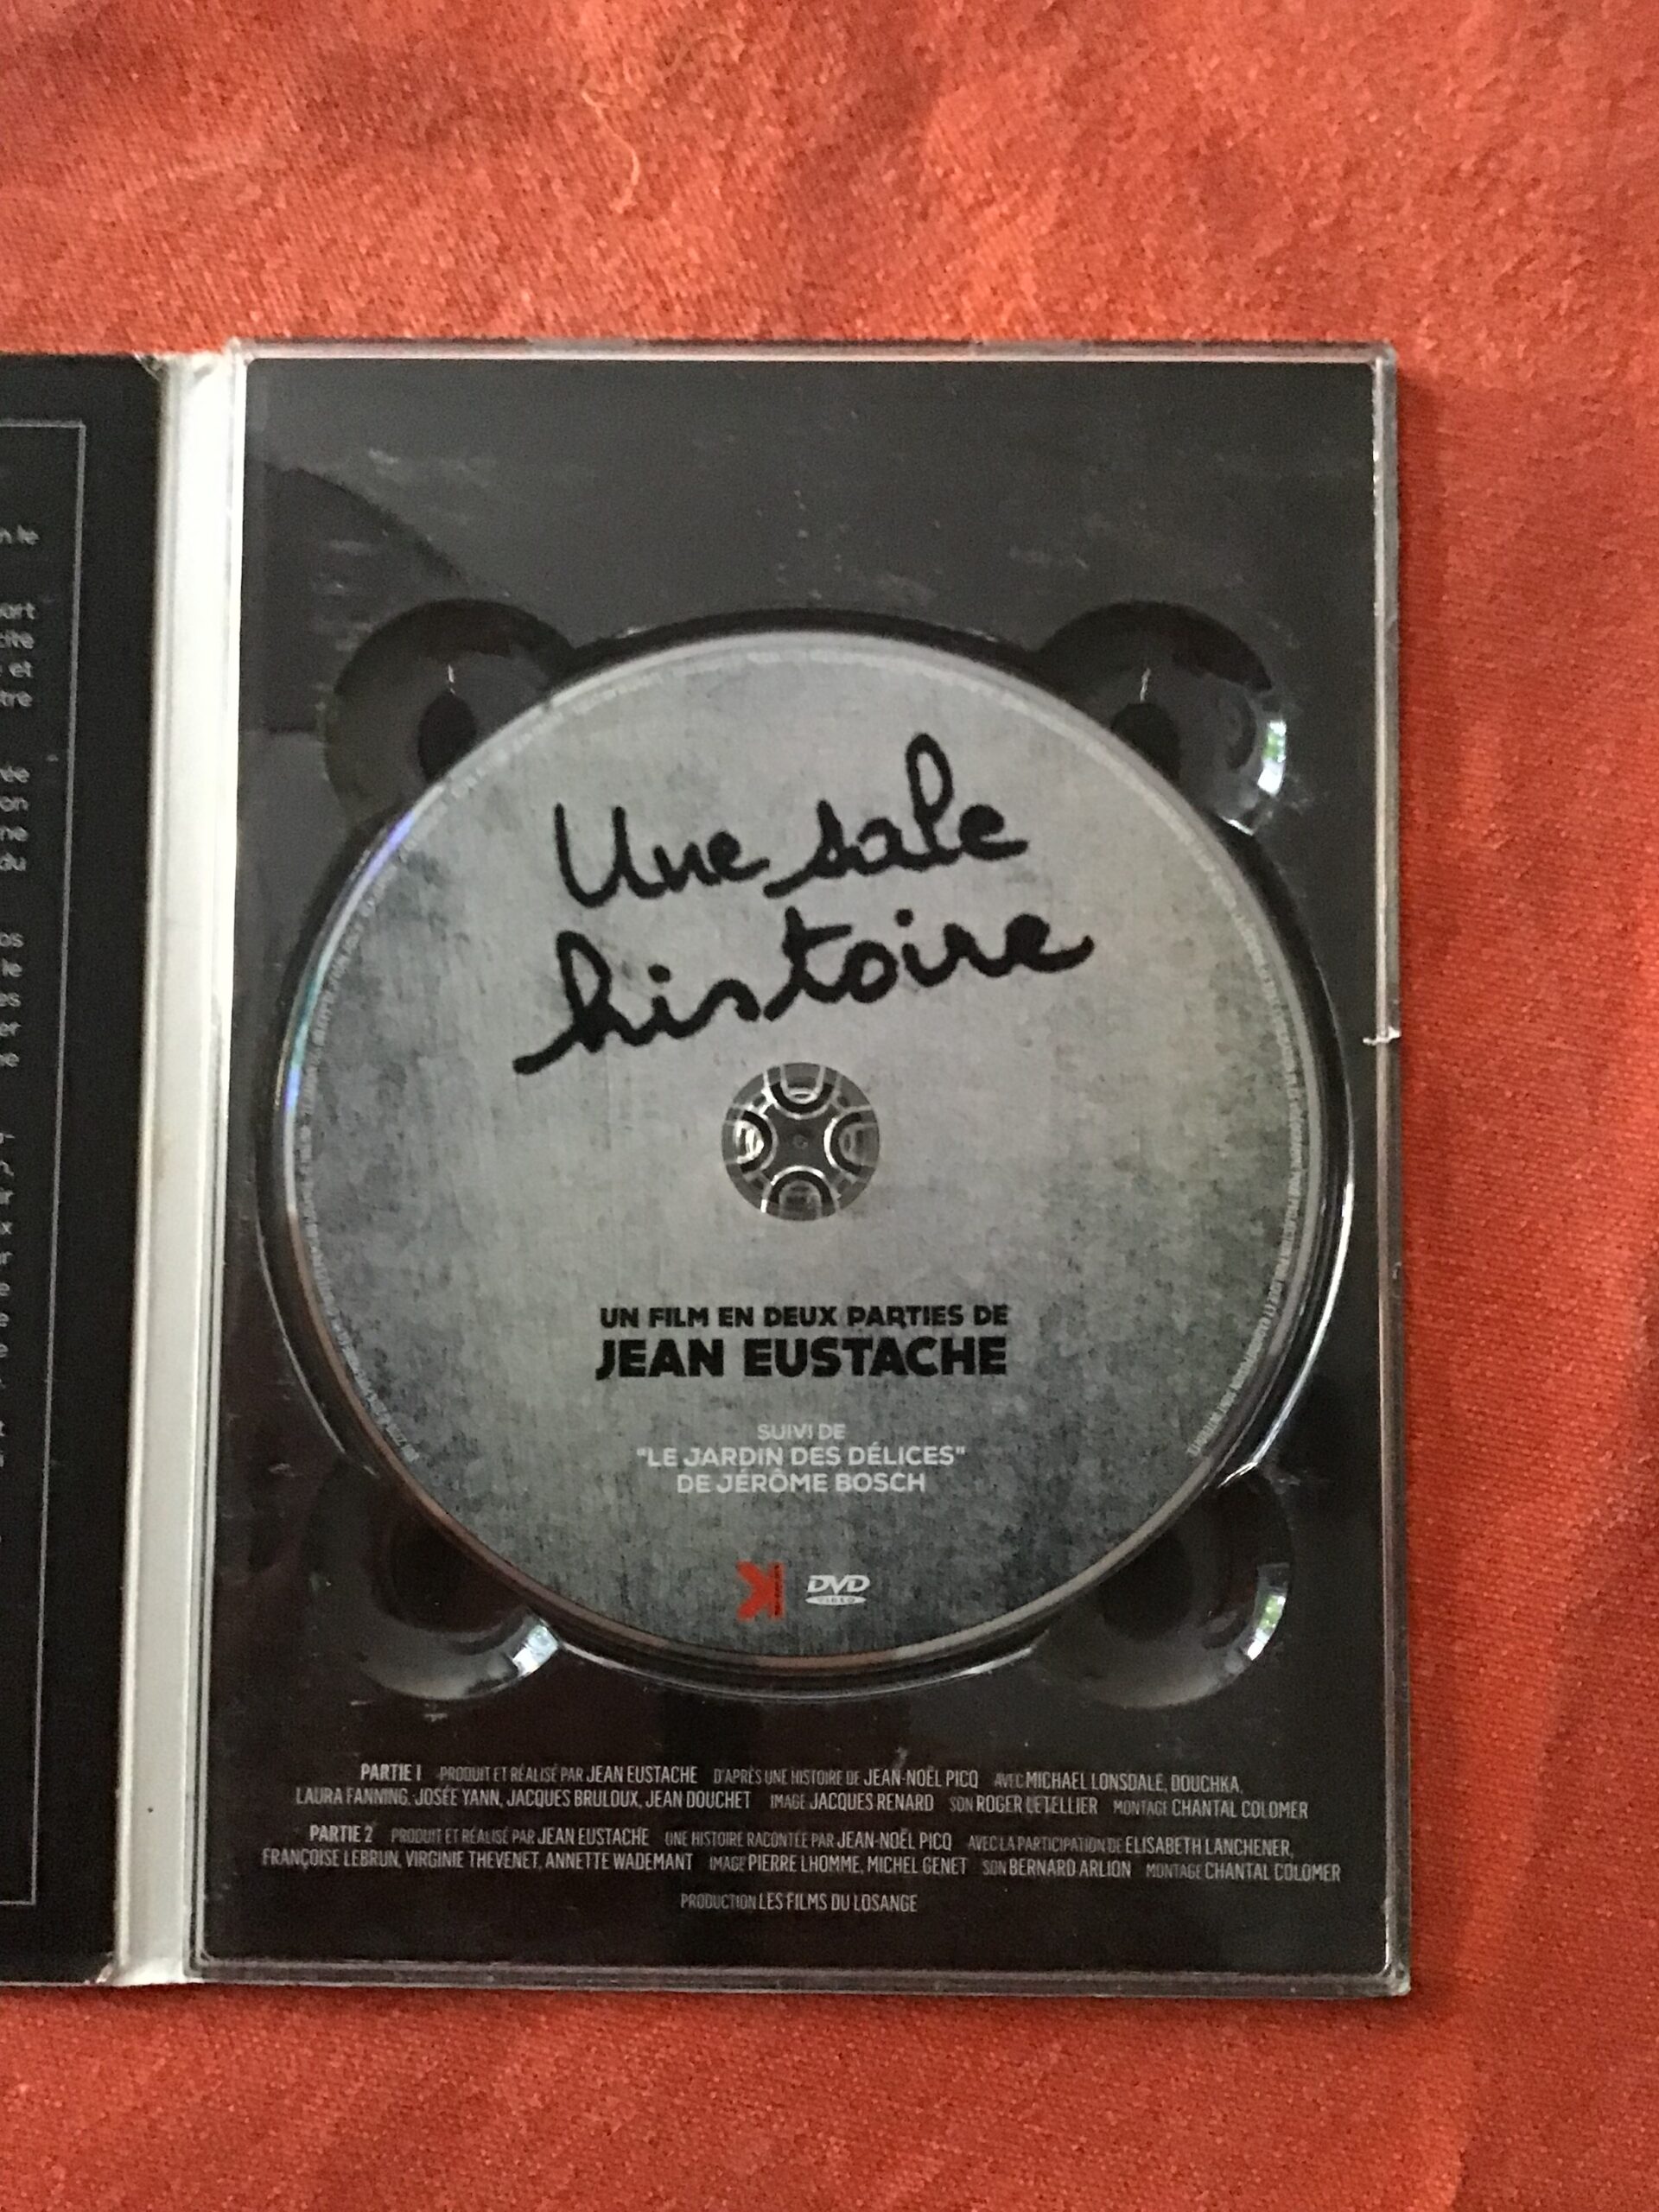 n le
et
du
le
Une sale
histoire
UN FILM EN DEUX PARTIES DE
JEAN EUSTACHE
SUIVI DE
"LE JARDIN DES DÉLICES"
DE JÉRÔME BOSCH
DVD
VIDEO
PARTIE 1 PRODUIT ET RÉALISÉ PAR JEAN EUSTACHE D'APRÈS UNE HISTOIRE DE JEAN-NOËL PICQ AVEC MICHAEL LONSDALE, DOUCHKA,
LAURA FANNING, JOSÉE YANN, JACQUES BRULOUX, JEAN DOUCHET IMAGE JACQUES RENARD SON ROGER LETELLIER MONTAGE CHANTAL COLOMER
PARTIE 2 PRODUIT ET RÉALISÉ PAR JEAN EUSTACHE UNE HISTOIRE RACONTÉE PAR JEAN-NOËL PICQ AVEC LA PARTICIPATION DE ELISABETH LANCHENER,
FRANÇOISE LEBRUN, VIRGINIE THEVENET, ANNETTE WADEMANT IMAGE PIERRE LHOMME, MICHEL GENET SON BERNARD ARLION MONTAGE CHANTAL COLOMER
PRODUCTION LES FILMS DU LOSANGE